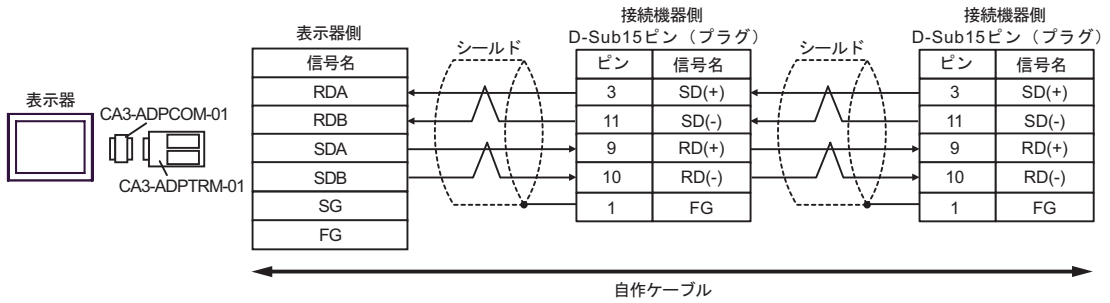 表示器
CA3-ADPCOM-01
CA3-ADPTRM-01
表示器側
信号名
RDA
RDB
SDA
SDB
SG
FG
シールド
接続機器側
D-Sub15ピン（プラグ）
ピン 信号名
3 SD(+)
11 SD(-)
9 RD(+)
10 RD(-)
1 FG
シールド
接続機器側
D-Sub15ピン（プラグ）
ピン 信号名
3 SD(+)
11 SD(-)
9 RD(+)
10 RD(-)
1 FG
自作ケーブル